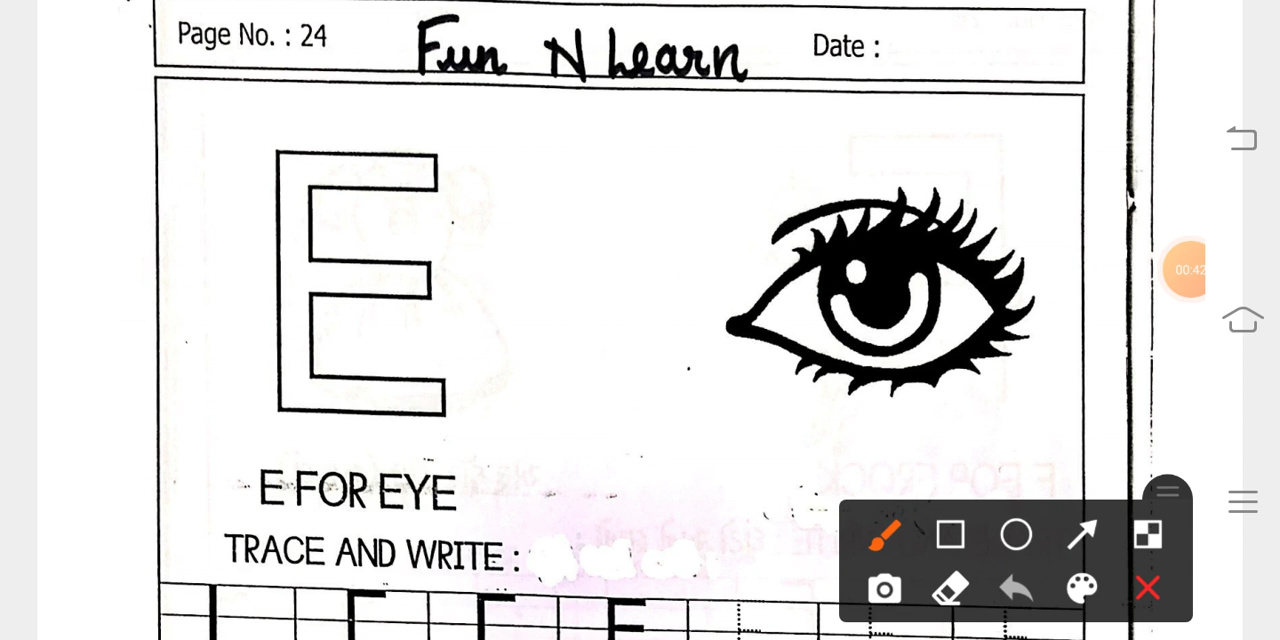 Page No. : 24 Fun N Learn Date :
E
E FOR EYE
TRACE AND WRITE :
00:42